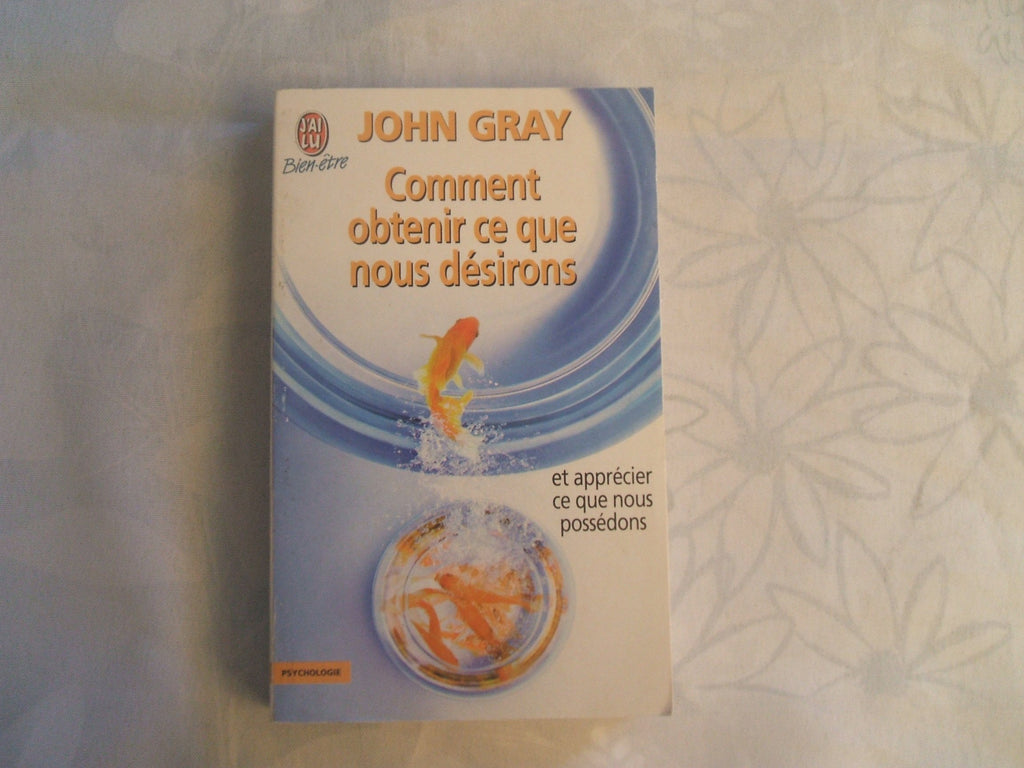 J'AI
LU
Bien-être
JOHN GRAY
Comment
obtenir ce que
nous désirons
et apprécier
ce que nous
possédons
PSYCHOLOGIE